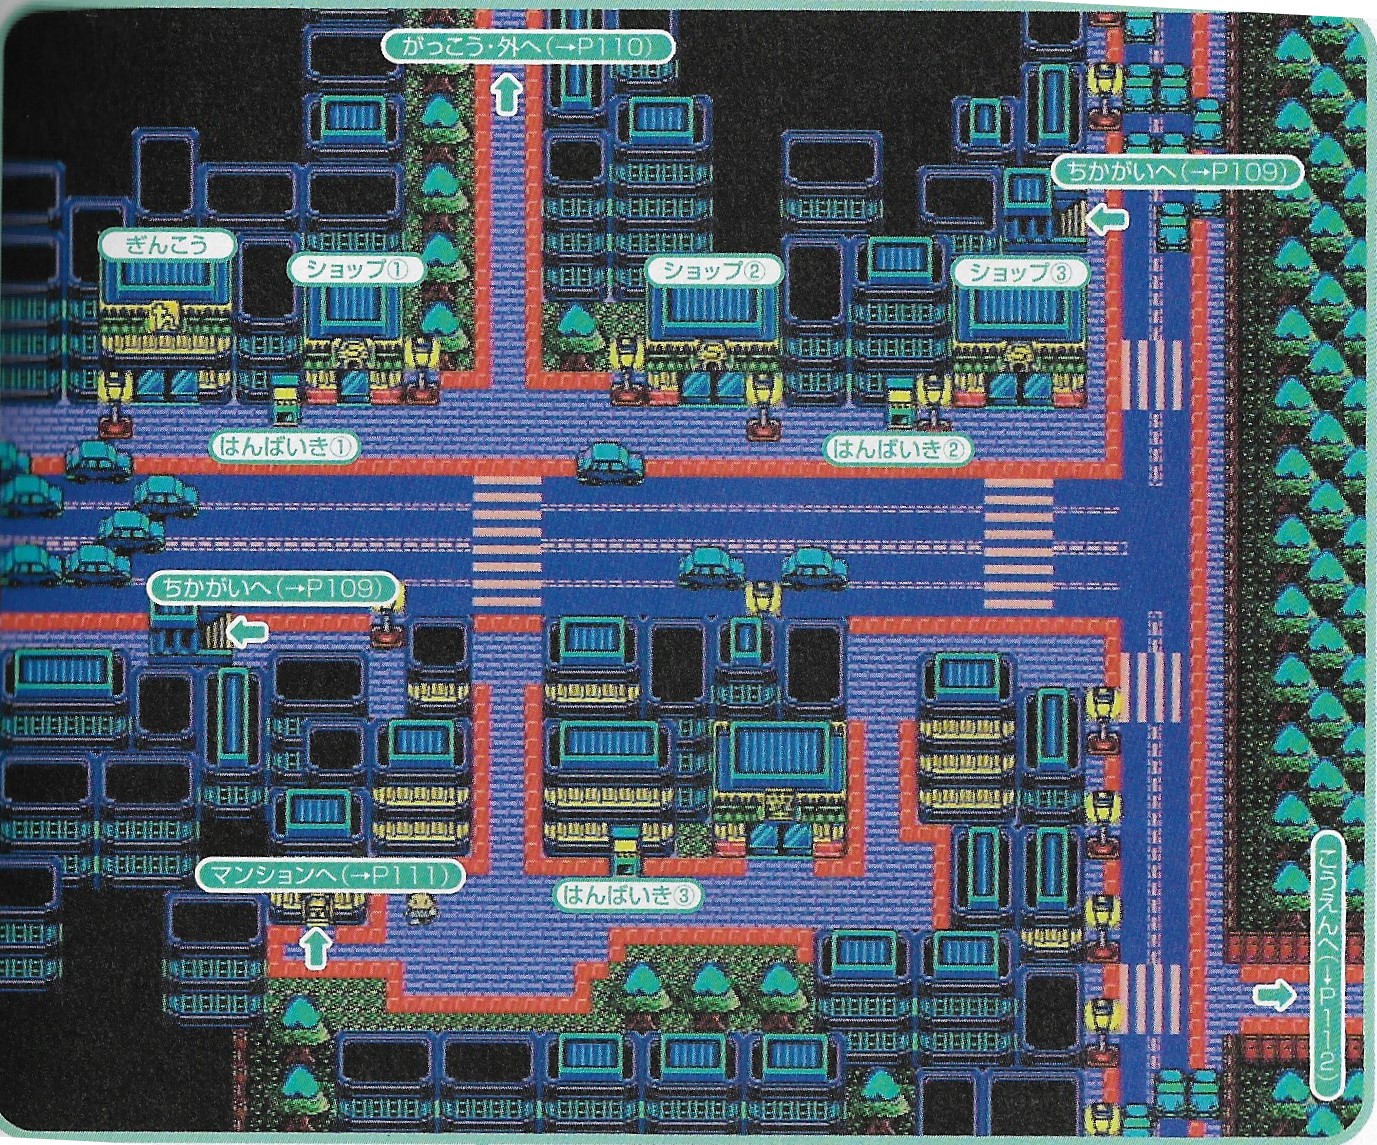 がっこう・外へ(→P110)
ちかがいへ(→P109)
ぎんこう
ショップ①
ショップ②
ショップ③
はんばいき①
はんばいき②
ちかがいへ(→P109)
マンションへ(→P111)
はんばいき③
こうえんへ(→P112)